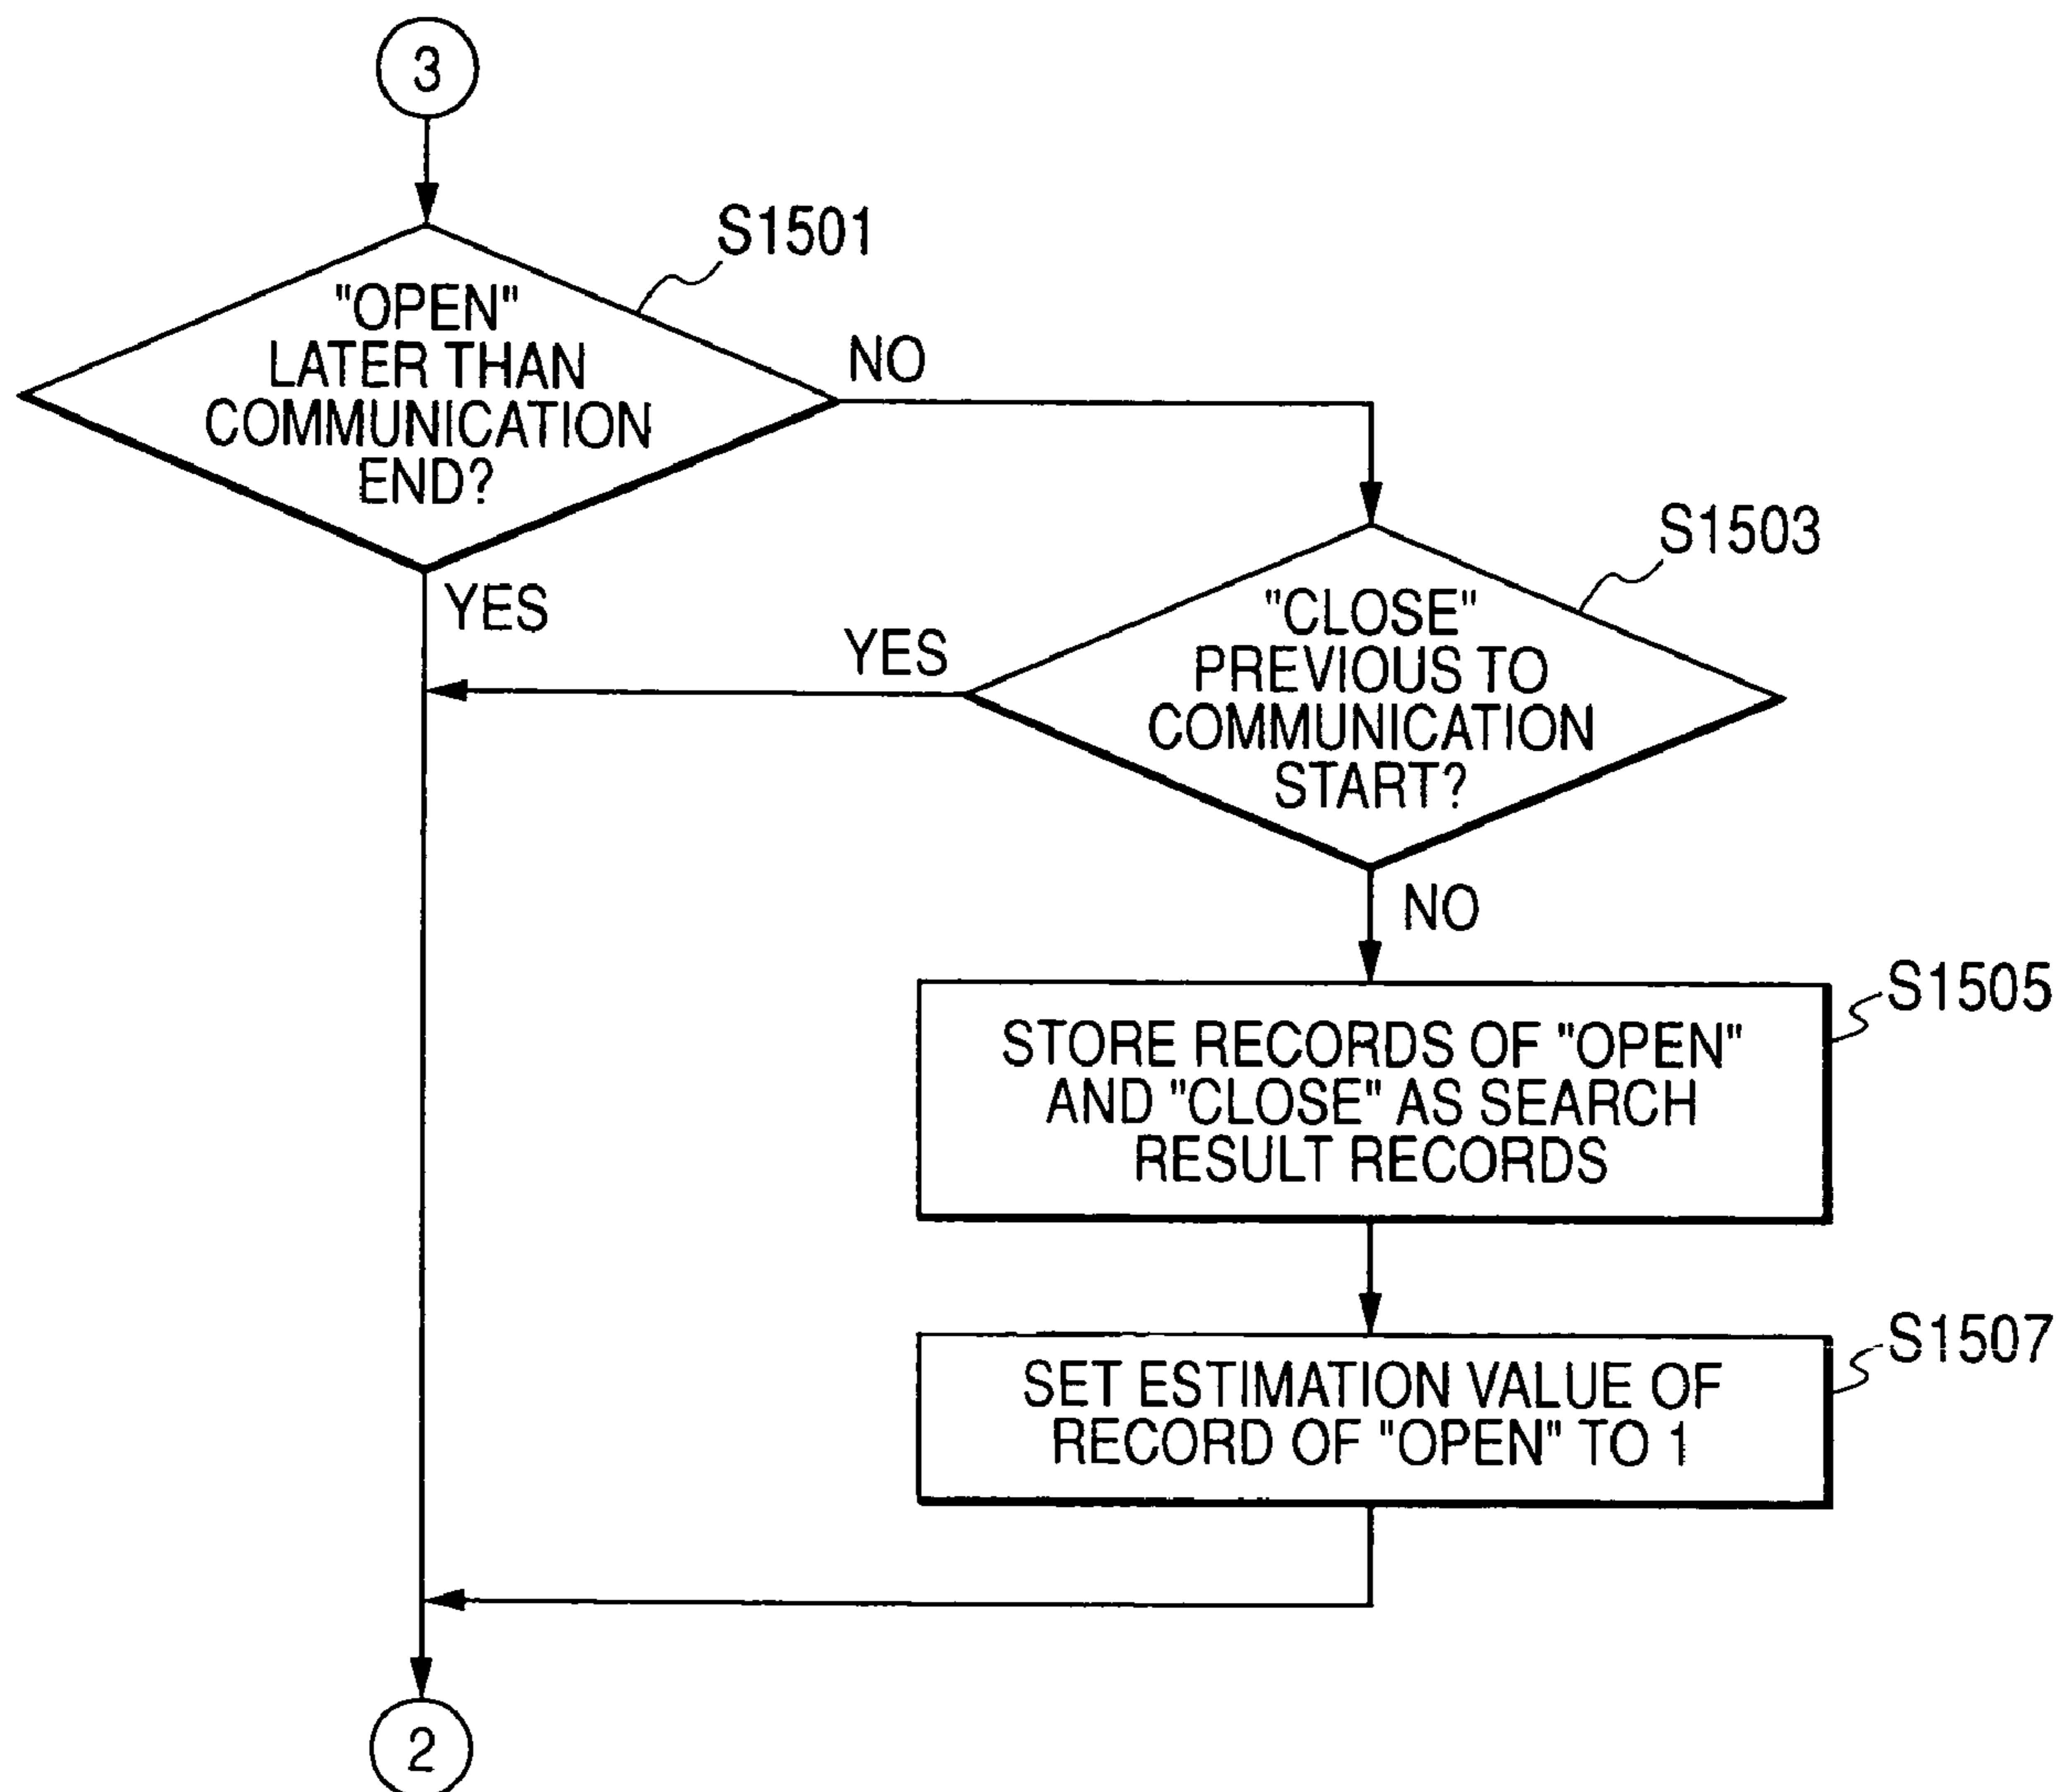 3
S1501
"OPEN"
LATER THAN
COMMUNICATION
END?
NO
YES
S1503
"CLOSE"
PREVIOUS TO
COMMUNICATION
START?
YES
NO
S1505
STORE RECORDS OF "OPEN"
AND "CLOSE" AS SEARCH
RESULT RECORDS
S1507
SET ESTIMATION VALUE OF
RECORD OF "OPEN" TO 1
2